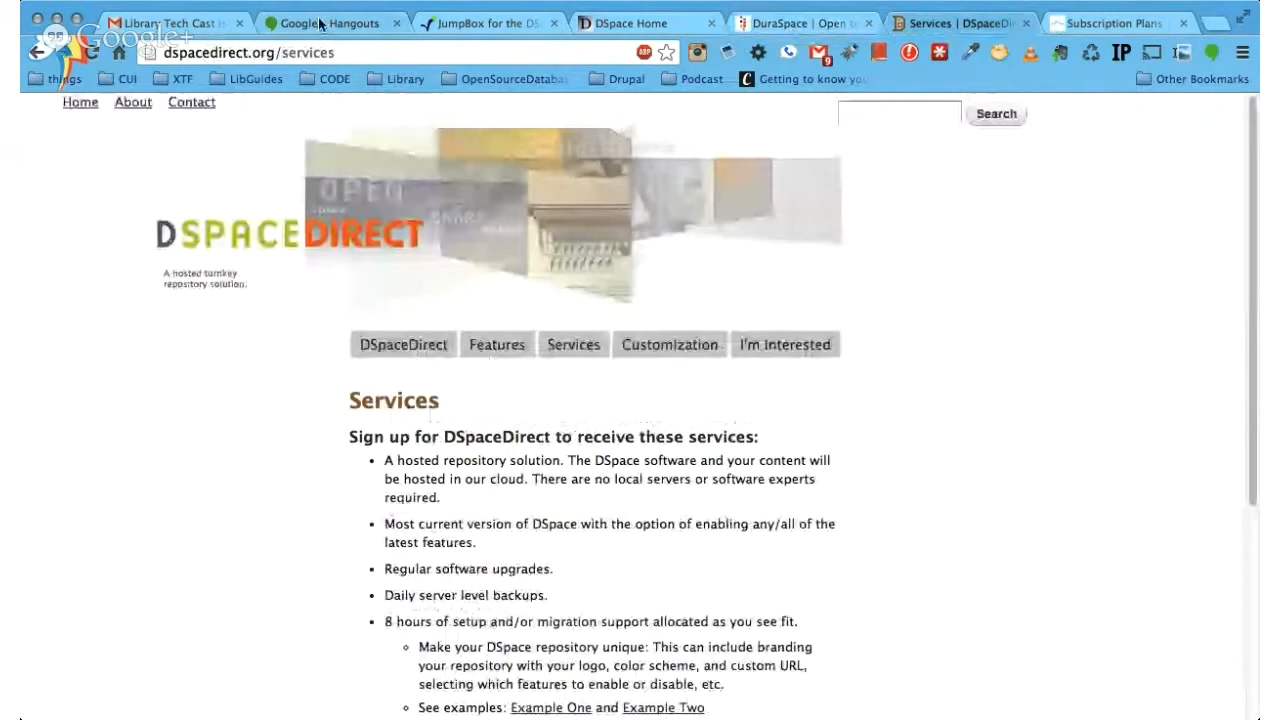 Library Tech Cast i
Google+ Hangouts
JumpBox for the DS
DSpace Home
DuraSpace | Open t
Services | DSpaceDi
Subscription Plans
Google+
dspacedirect.org/services
ABP
9
IP
things
CUI
XTF
LibGuides
CODE
Library
OpenSourceDatabas
Drupal
Podcast
Getting to know yo
Other Bookmarks
Home About Contact
Search
OPEN
DSPACEDIRECT
A hosted turnkey
repository solution.
DSpaceDirect
Features
Services
Customization
I'm Interested
Services
Sign up for DSpaceDirect to receive these services:
• A hosted repository solution. The DSpace software and your content will
be hosted in our cloud. There are no local servers or software experts
required.
• Most current version of DSpace with the option of enabling any/all of the
latest features.
• Regular software upgrades.
• Daily server level backups.
• 8 hours of setup and/or migration support allocated as you see fit.
◦ Make your DSpace repository unique: This can include branding
your repository with your logo, color scheme, and custom URL,
selecting which features to enable or disable, etc.
◦ See examples: Example One and Example Two